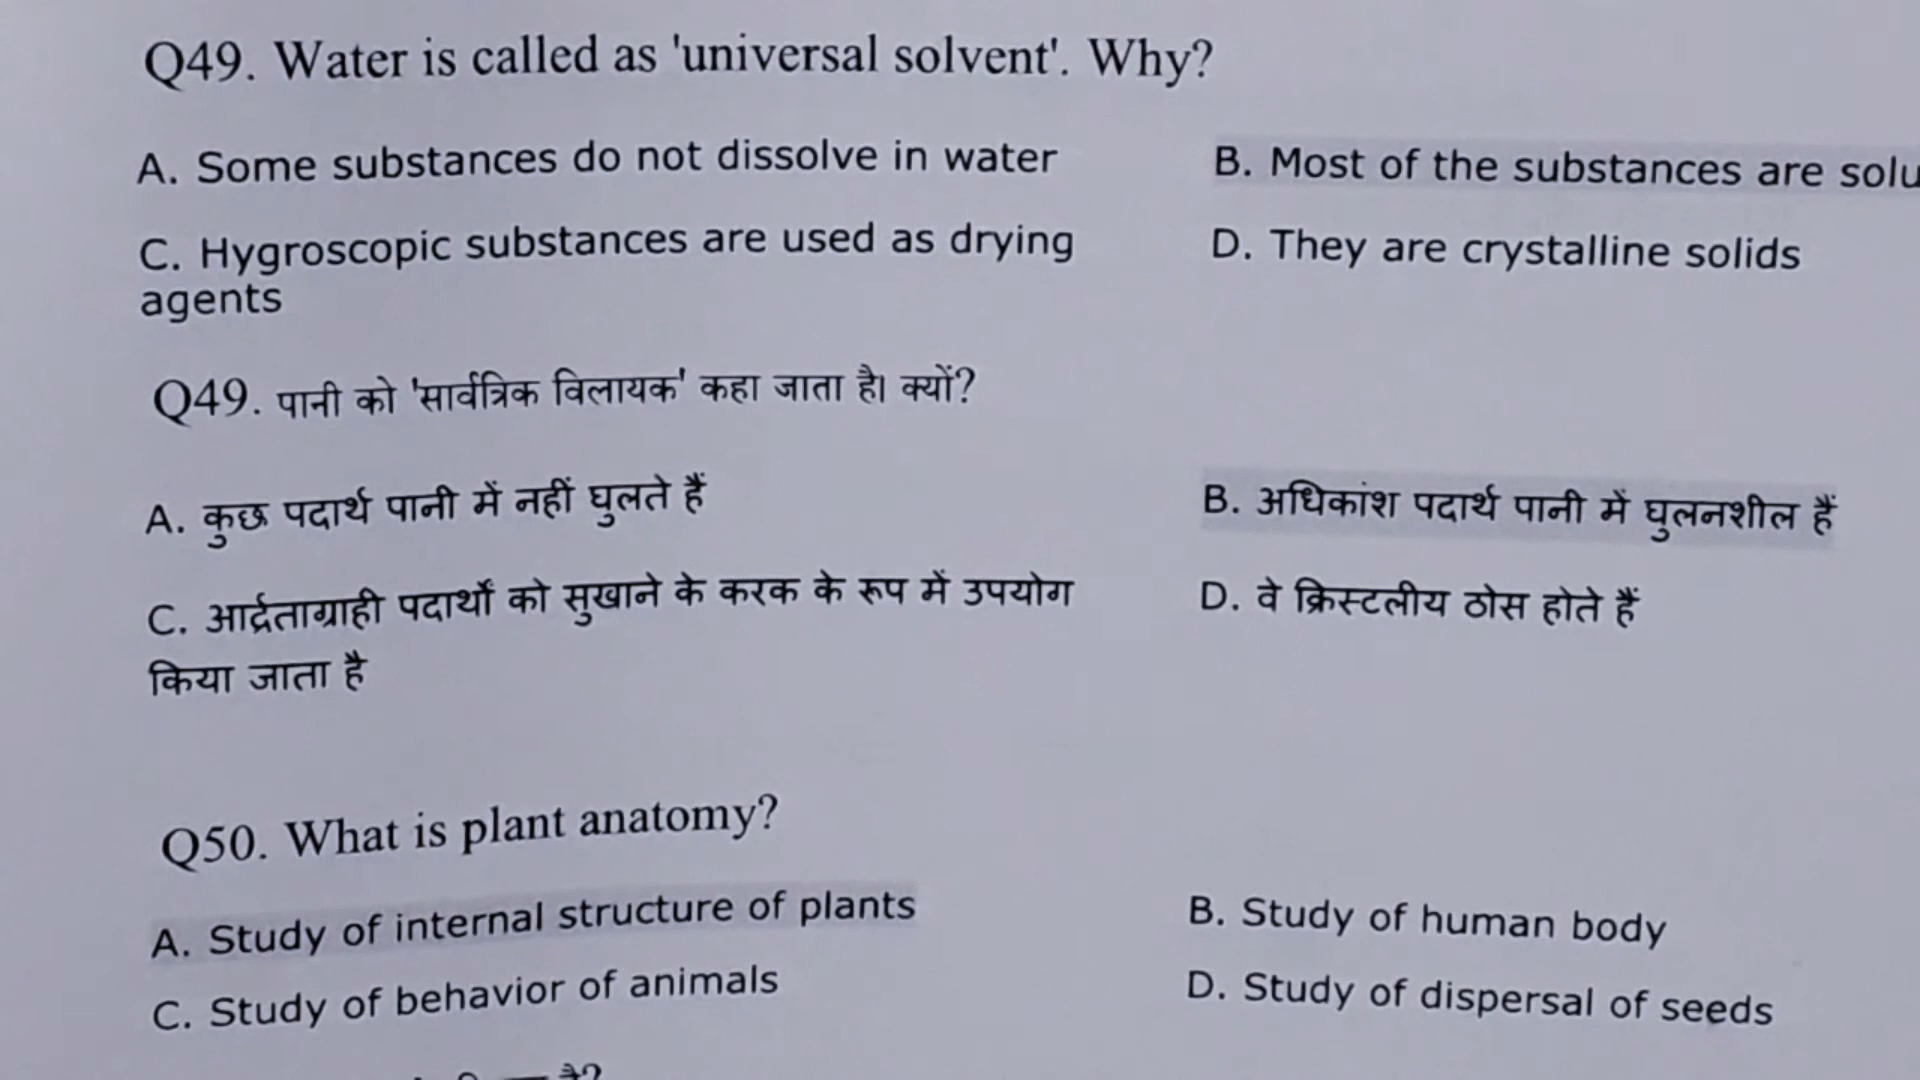 Q49. Water is called as 'universal solvent'. Why?
A. Some substances do not dissolve in water
B. Most of the substances are
C. Hygroscopic substances are used as drying
agents
D. They are crystalline solids
Q49. पानी को 'सार्वत्रिक विलायक' कहा जाता है। क्यों?
A. कुछ पदार्थ पानी में नहीं घुलते हैं
B. अधिकांश पदार्थ पानी में घुलनशील हैं
C. आर्द्रताग्राही पदार्थों को सुखाने के करक के रूप में उपयोग
किया जाता है
D. वे क्रिस्टलीय ठोस होते हैं
Q50. What is plant anatomy?
A. Study of internal structure of plants
B. Study of human body
C. Study of behavior of animals
D. Study of dispersal of seeds